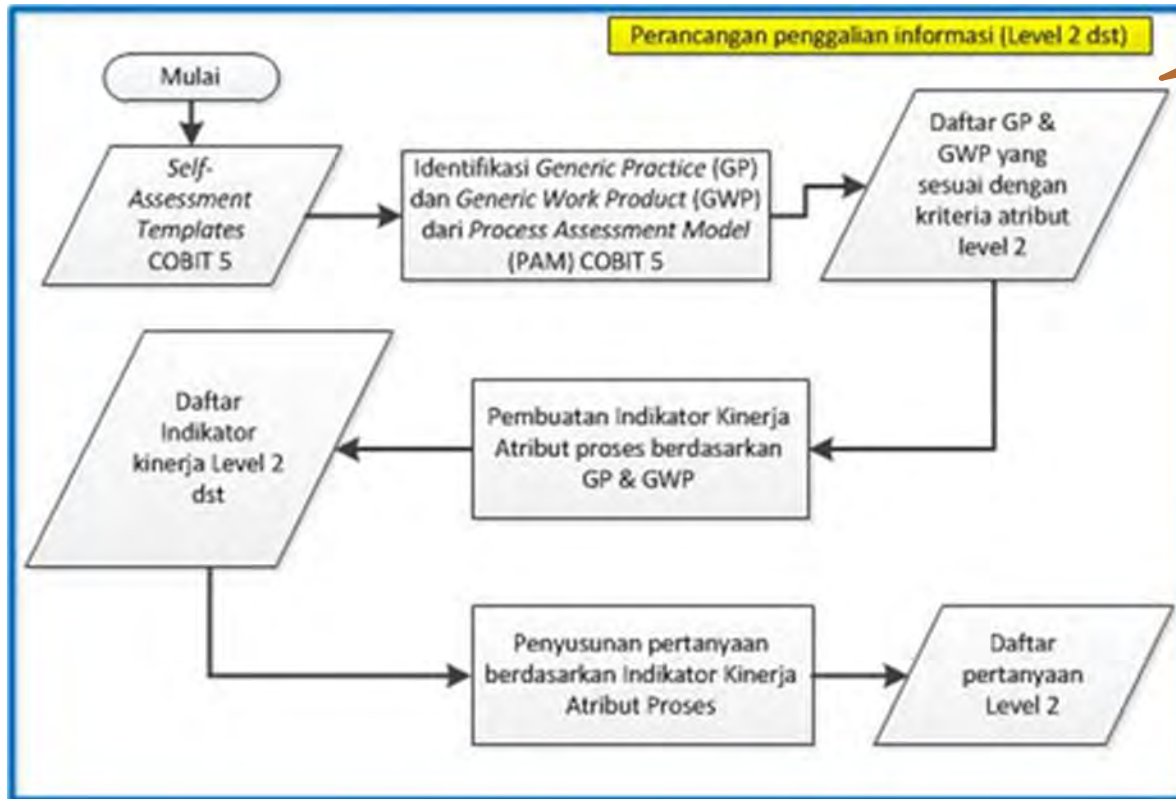 Perancangan penggalian informasi (Level 2 dst)
Mulai
Self-
Assessment
Templates
COBIT 5
Identifikasi Generic Practice (GP)
dan Generic Work Product (GWP)
dari Process Assessment Model
(PAM) COBIT 5
Daftar GP &
GWP yang
sesuai dengan
kriteria atribut
level 2
Pembuatan Indikator Kinerja
Atribut proses berdasarkan
GP & GWP
Daftar
Indikator
kinerja Level 2
dst
Penyusunan pertanyaan
berdasarkan Indikator Kinerja
Atribut Proses
Daftar
pertanyaan
Level 2